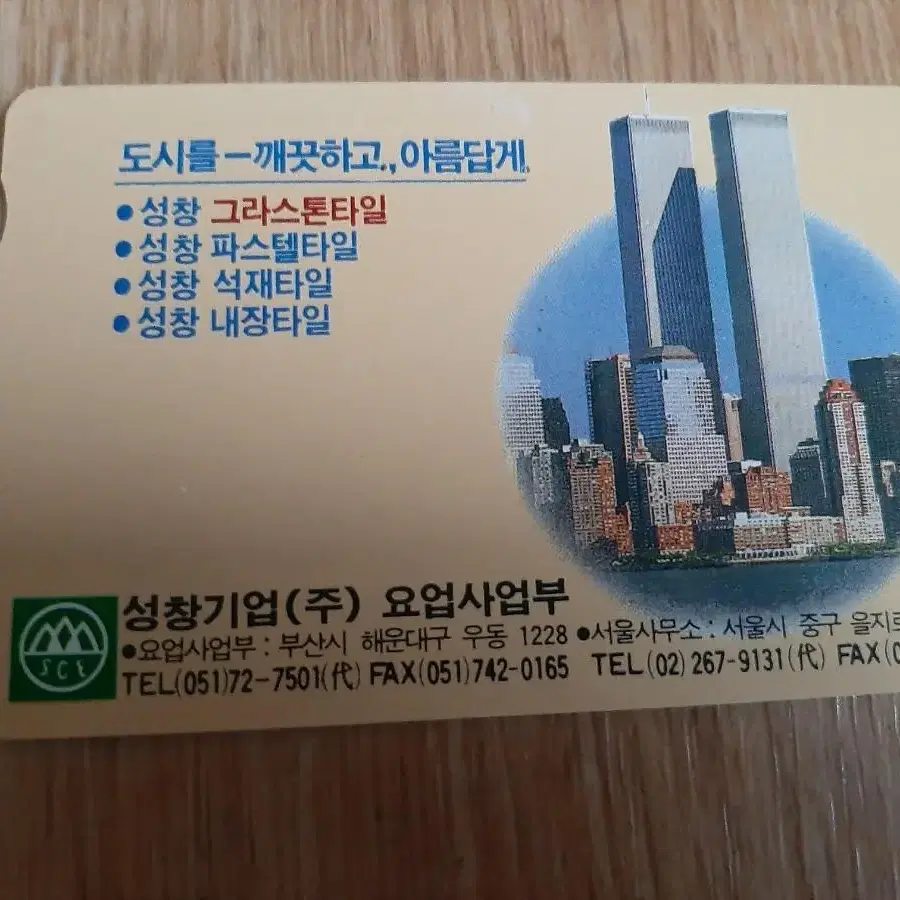 도시를-깨끗하고.,아름답게.
● 성창 그라스톤타일
● 성창 파스텔타일
● 성창 석재타일
● 성창 내장타일
성창기업(주) 요업사업부
●요업사업부 : 부산시 해운대구 우동 1228 ●서울사무소 : 서울시 중구 을지로
TEL(051)72-7501(代) FAX(051)742-0165 TEL(02)267-9131(代) FAX(0
SCE